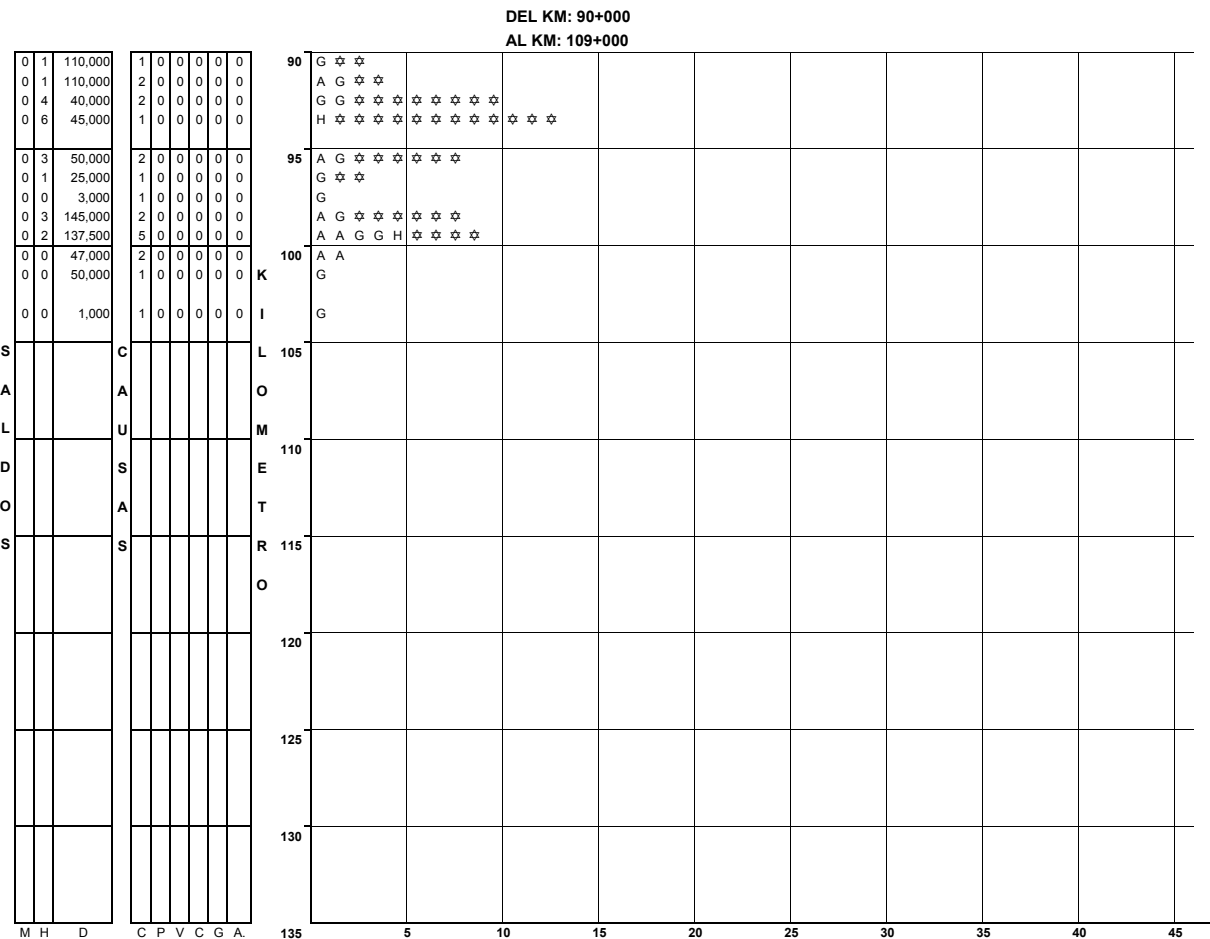 DEL KM: 90+000
AL KM: 109+000
0 1 110,000 1 0 0 0 0 0 90 G ✡ ✡
0 1 110,000 2 0 0 0 0 0 A G ✡ ✡
0 4 40,000 2 0 0 0 0 0 G G ✡ ✡ ✡ ✡ ✡ ✡ ✡ ✡
0 6 45,000 1 0 0 0 0 0 H ✡ ✡ ✡ ✡ ✡ ✡ ✡ ✡ ✡ ✡ ✡ ✡
0 3 50,000 2 0 0 0 0 0 95 A G ✡ ✡ ✡ ✡ ✡ ✡
0 1 25,000 1 0 0 0 0 0 G ✡ ✡
0 0 3,000 1 0 0 0 0 0 G
0 3 145,000 2 0 0 0 0 0 A G ✡ ✡ ✡ ✡ ✡ ✡
0 2 137,500 5 0 0 0 0 0 A A G G H ✡ ✡ ✡ ✡
0 0 47,000 2 0 0 0 0 0 100 A A
0 0 50,000 1 0 0 0 0 0 K G
0 0 1,000 1 0 0 0 0 0 I G
S C L 105
A A O
L U M 110
D S E
O A T
S S R 115
O
120
125
130
M H D C P V C G A. 135 5 10 15 20 25 30 35 40 45